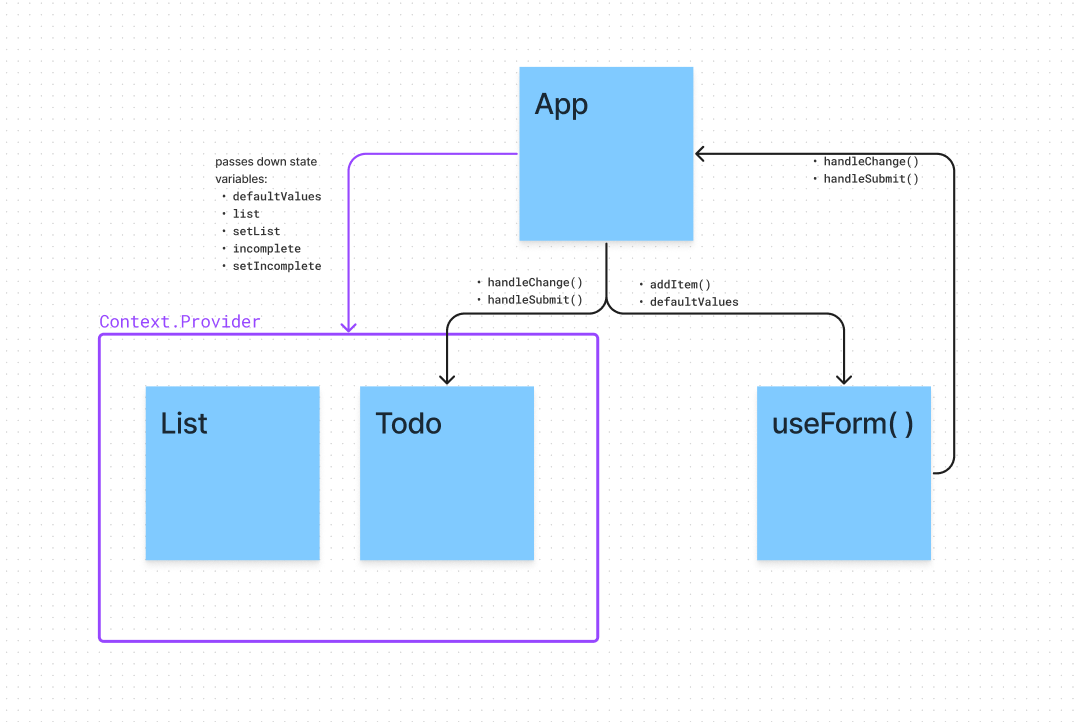 App
passes down state
variables:
• defaultValues
• list
• setList
• incomplete
• setIncomplete
• handleChange()
• handleSubmit()
• handleChange()
• handleSubmit()
• addItem()
• defaultValues
Context.Provider
List
Todo
useForm( )